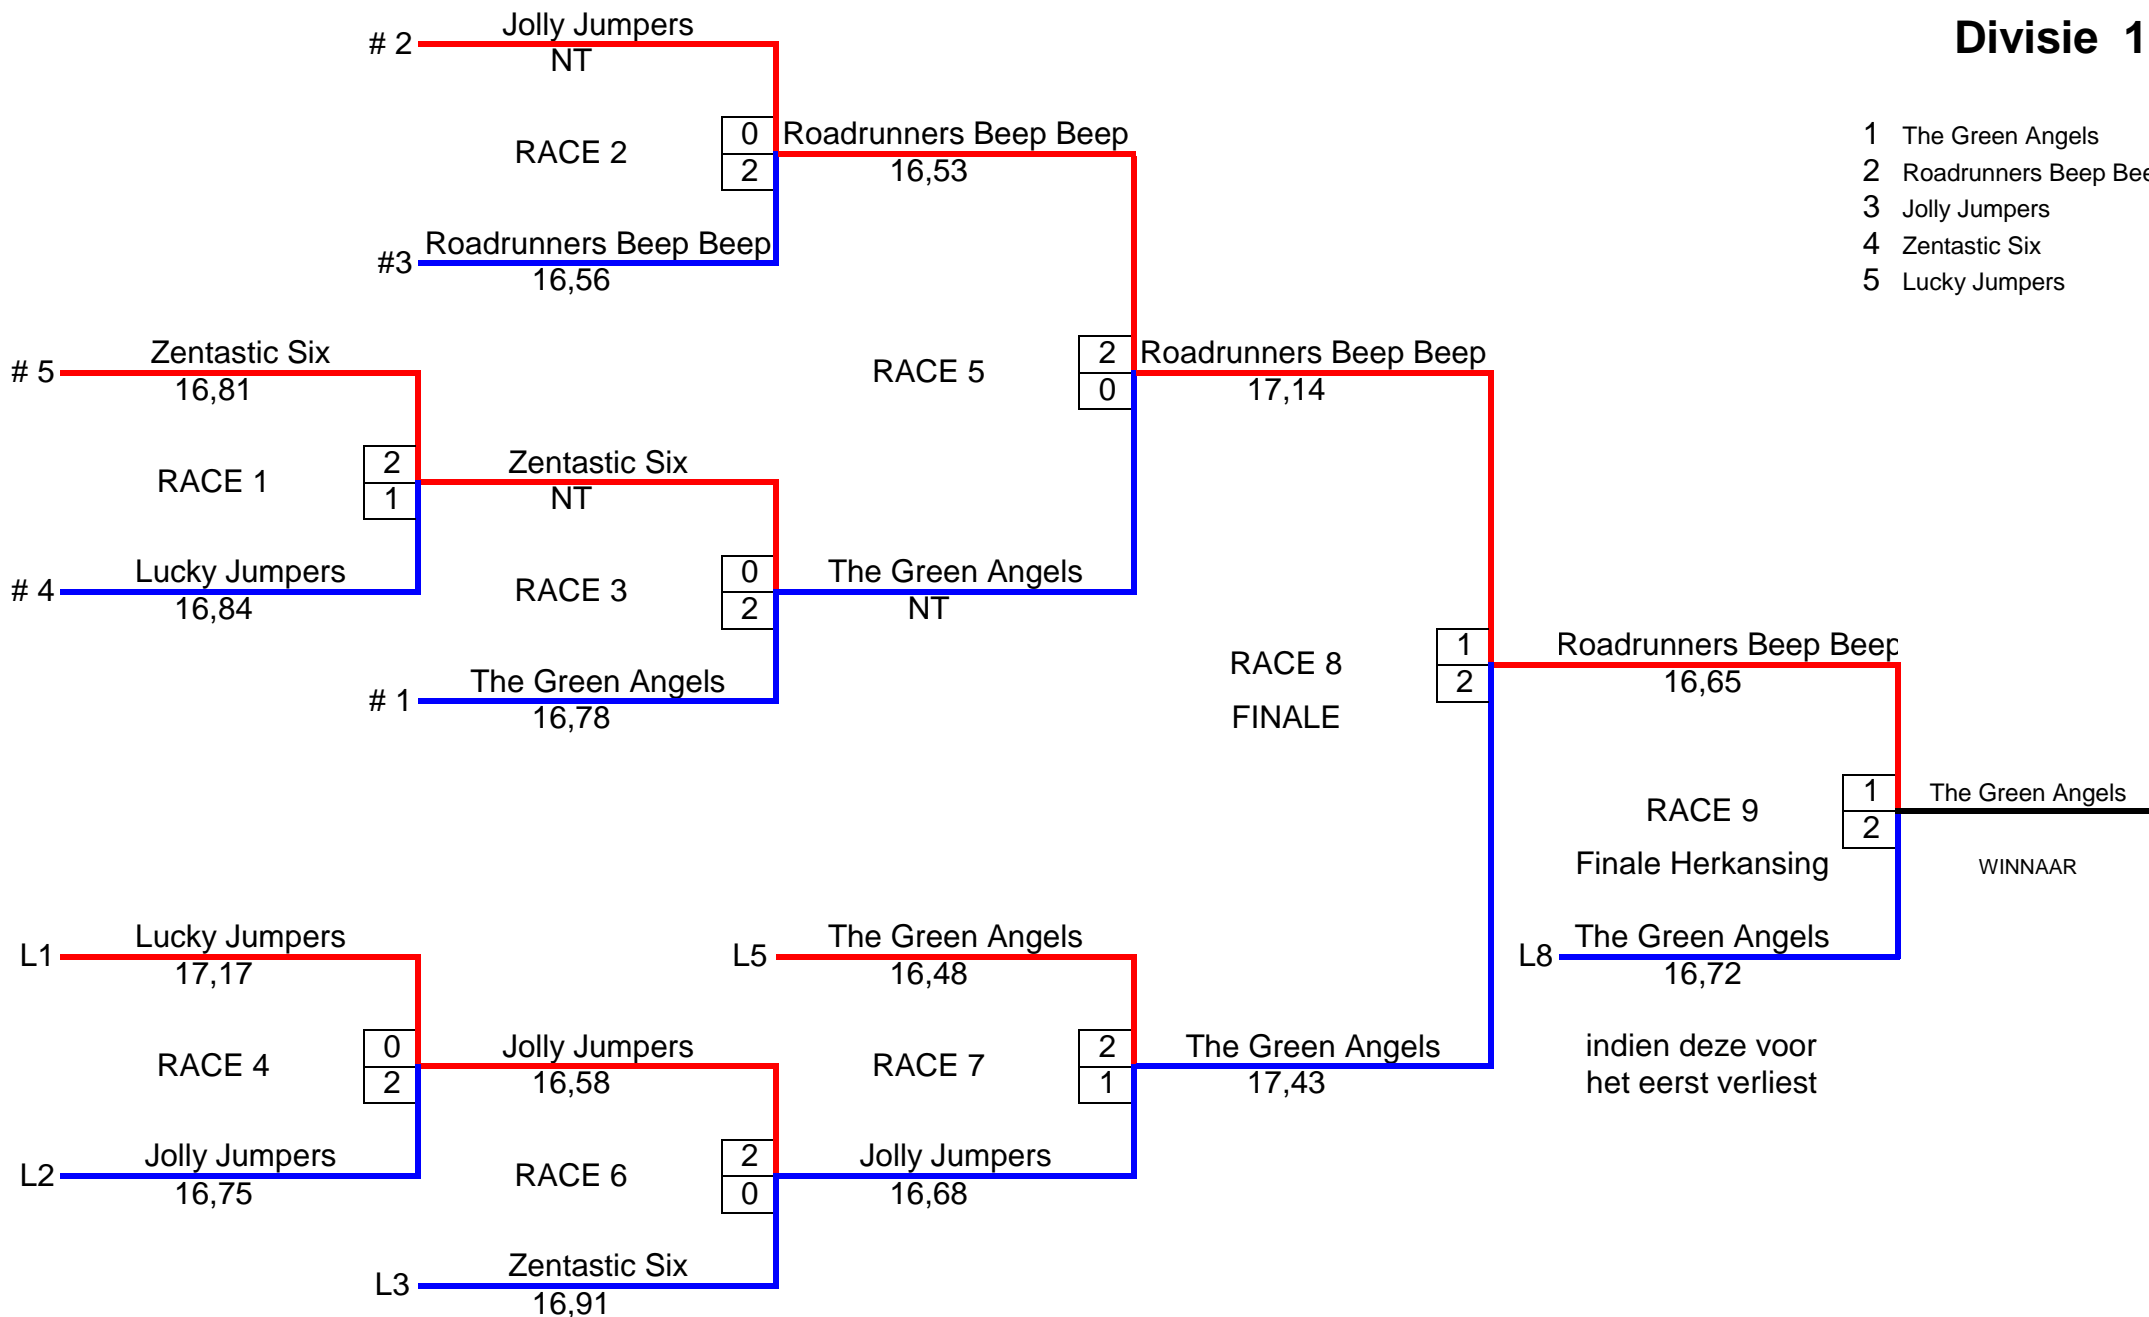 Divisie 1
1 The Green Angels
2 Roadrunners Beep Bee
3 Jolly Jumpers
4 Zentastic Six
5 Lucky Jumpers
# 2 Jolly Jumpers
NT
RACE 2
0
2
Roadrunners Beep Beep
16,53
#3 Roadrunners Beep Beep
16,56
# 5 Zentastic Six
16,81
RACE 5
2
0
Roadrunners Beep Beep
17,14
RACE 1
2
1
Zentastic Six
NT
# 4 Lucky Jumpers
16,84
RACE 3
0
2
The Green Angels
NT
# 1 The Green Angels
16,78
RACE 8
FINALE
1
2
Roadrunners Beep Beep
16,65
RACE 9
Finale Herkansing
1
2
The Green Angels
WINNAAR
L1 Lucky Jumpers
17,17
L5 The Green Angels
16,48
L8 The Green Angels
16,72
RACE 4
0
2
Jolly Jumpers
16,58
RACE 7
2
1
The Green Angels
17,43
indien deze voor
het eerst verliest
L2 Jolly Jumpers
16,75
RACE 6
2
0
Jolly Jumpers
16,68
L3 Zentastic Six
16,91